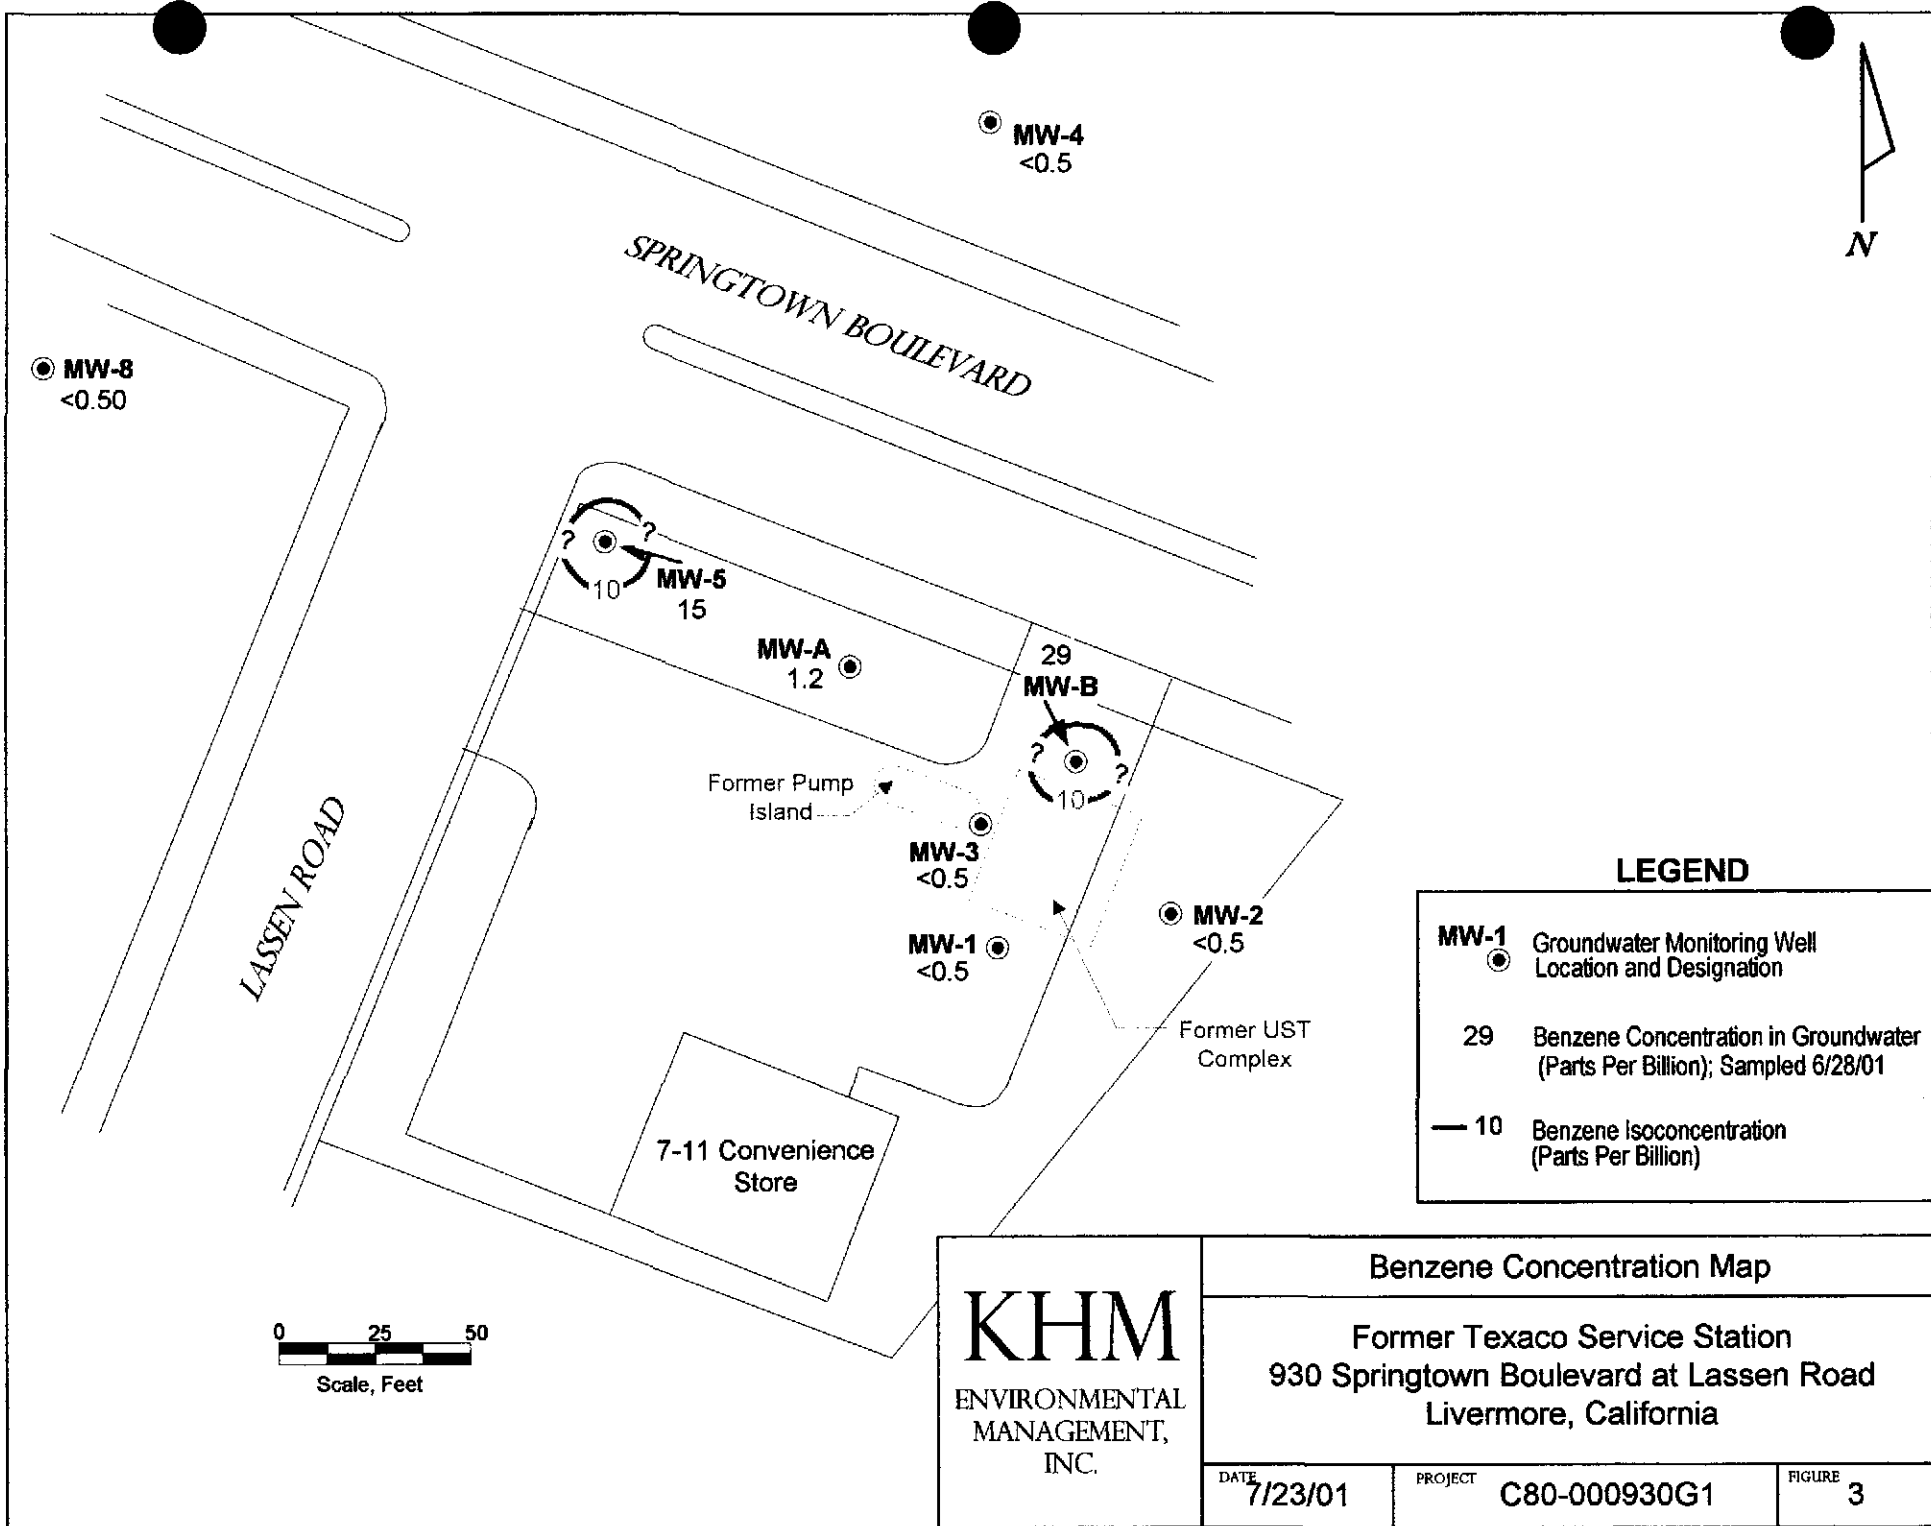 MW-4
<0.5
N
SPRINGTOWN BOULEVARD
MW-8
<0.50
?
?
10
MW-5
15
MW-A
1.2
29
MW-B
?
?
10
Former Pump
Island
MW-3
<0.5
MW-2
<0.5
MW-1
<0.5
LASSEN ROAD
Former UST
Complex
7-11 Convenience
Store
0 25 50
Scale, Feet
LEGEND
MW-1 Groundwater Monitoring Well
Location and Designation
29 Benzene Concentration in Groundwater
(Parts Per Billion); Sampled 6/28/01
10 Benzene Isoconcentration
(Parts Per Billion)
KHM
ENVIRONMENTAL
MANAGEMENT,
INC.
Benzene Concentration Map
Former Texaco Service Station
930 Springtown Boulevard at Lassen Road
Livermore, California
DATE 7/23/01
PROJECT C80-000930G1
FIGURE 3